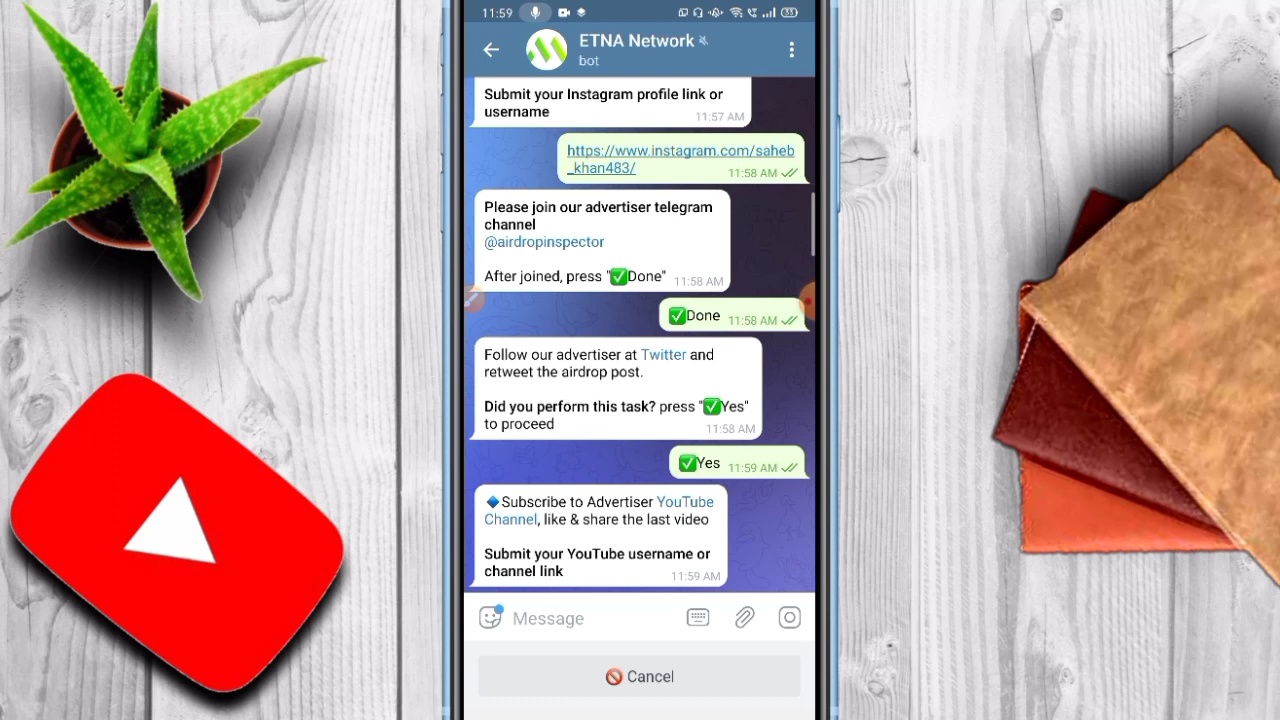 11:59
ETNA Network
bot
Submit your Instagram profile link or
username
11:57 AM
https://www.instagram.com/saheb
_khan483/
11:58 AM
Please join our advertiser telegram
channel
@airdropinspector
After joined, press "✅Done"
11:58 AM
✅Done 11:58 AM
Follow our advertiser at Twitter and
retweet the airdrop post.
Did you perform this task? press "✅Yes"
to proceed
11:58 AM
✅Yes 11:59 AM
🔹Subscribe to Advertiser YouTube
Channel, like & share the last video
Submit your YouTube username or
channel link
11:59 AM
Message
🚫 Cancel